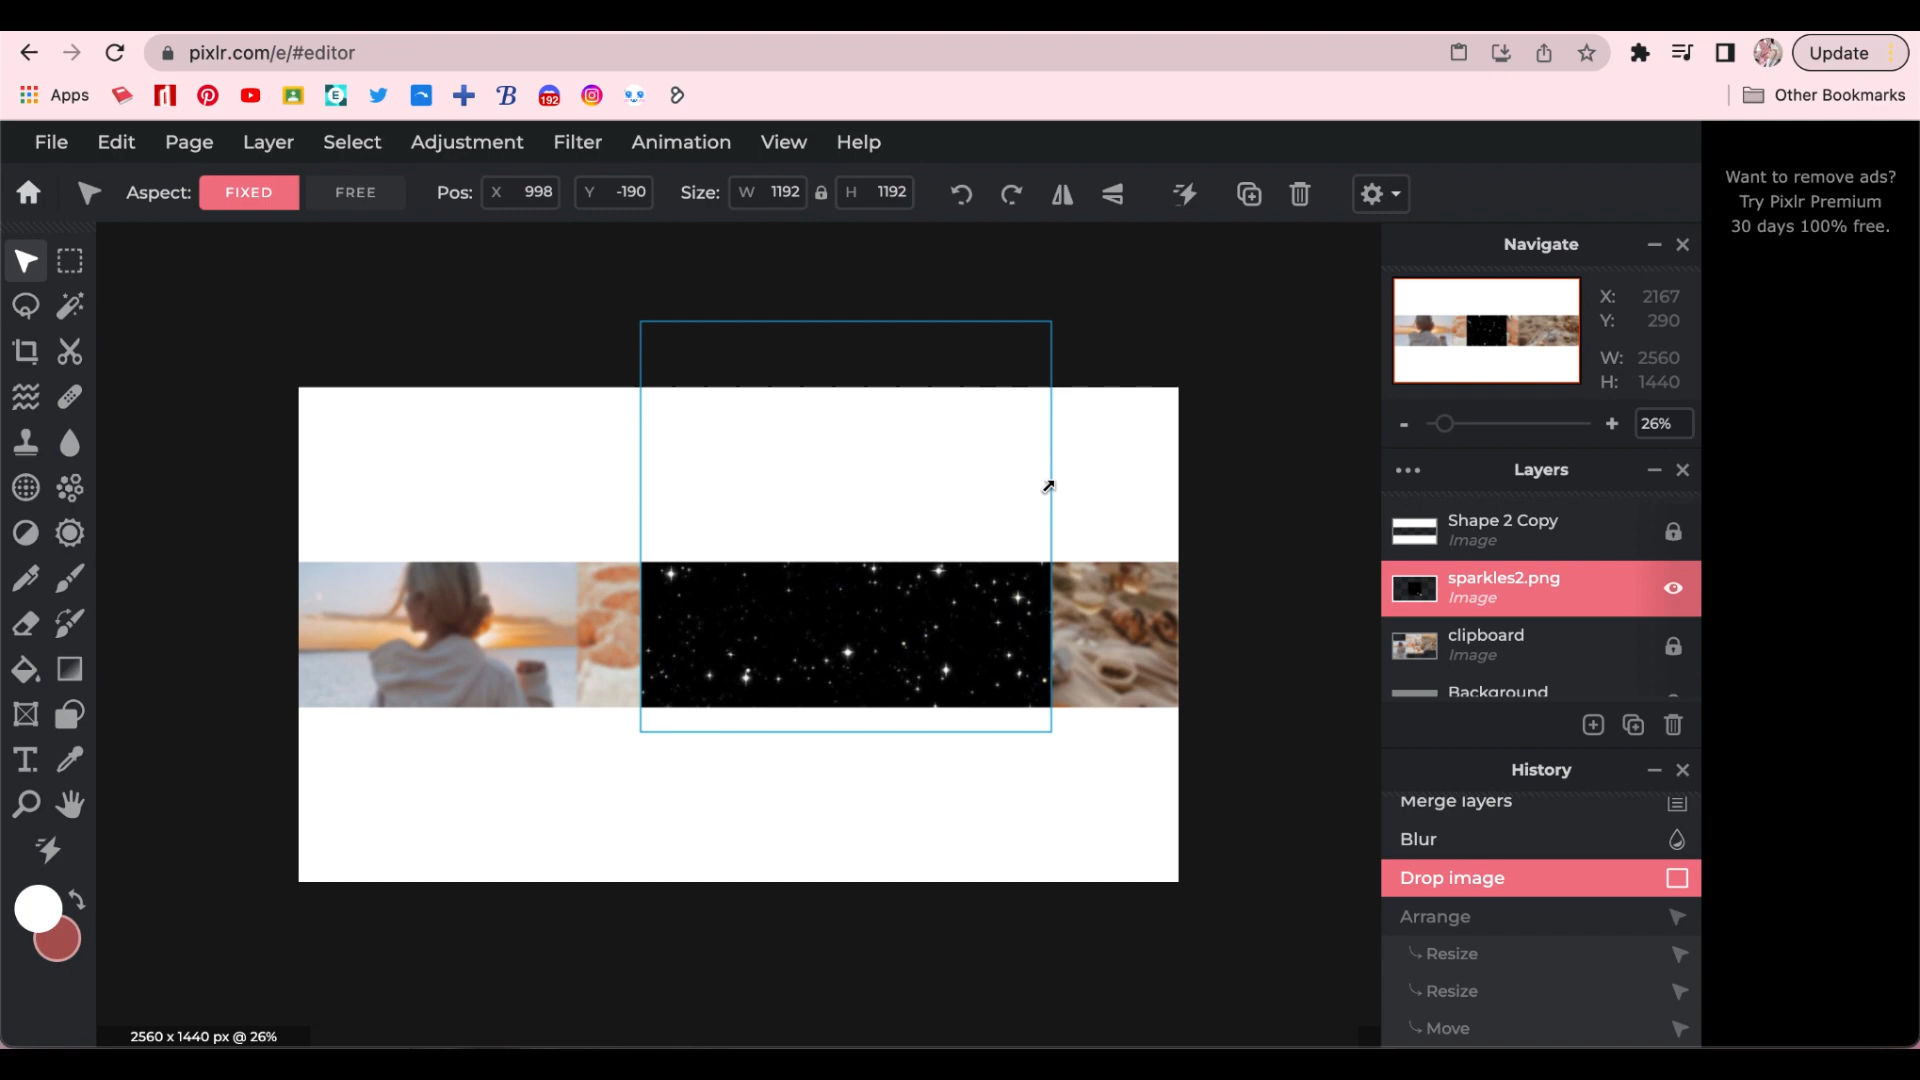 pixlr.com/e/#editor
Update
Apps
192
B
Other Bookmarks
File Edit Page Layer Select Adjustment Filter Animation View Help
Aspect: FIXED FREE Pos: X 998 Y -190 Size: W 1192 H 1192
Want to remove ads?
Try Pixlr Premium
30 days 100% free.
Navigate
X: 2167
Y: 290
W: 2560
H: 1440
- + 26%
Layers
Shape 2 Copy
Image
sparkles2.png
Image
clipboard
Image
Background
History
Merge layers
Blur
Drop image
Arrange
Resize
Resize
Move
T
2560 x 1440 px @ 26%